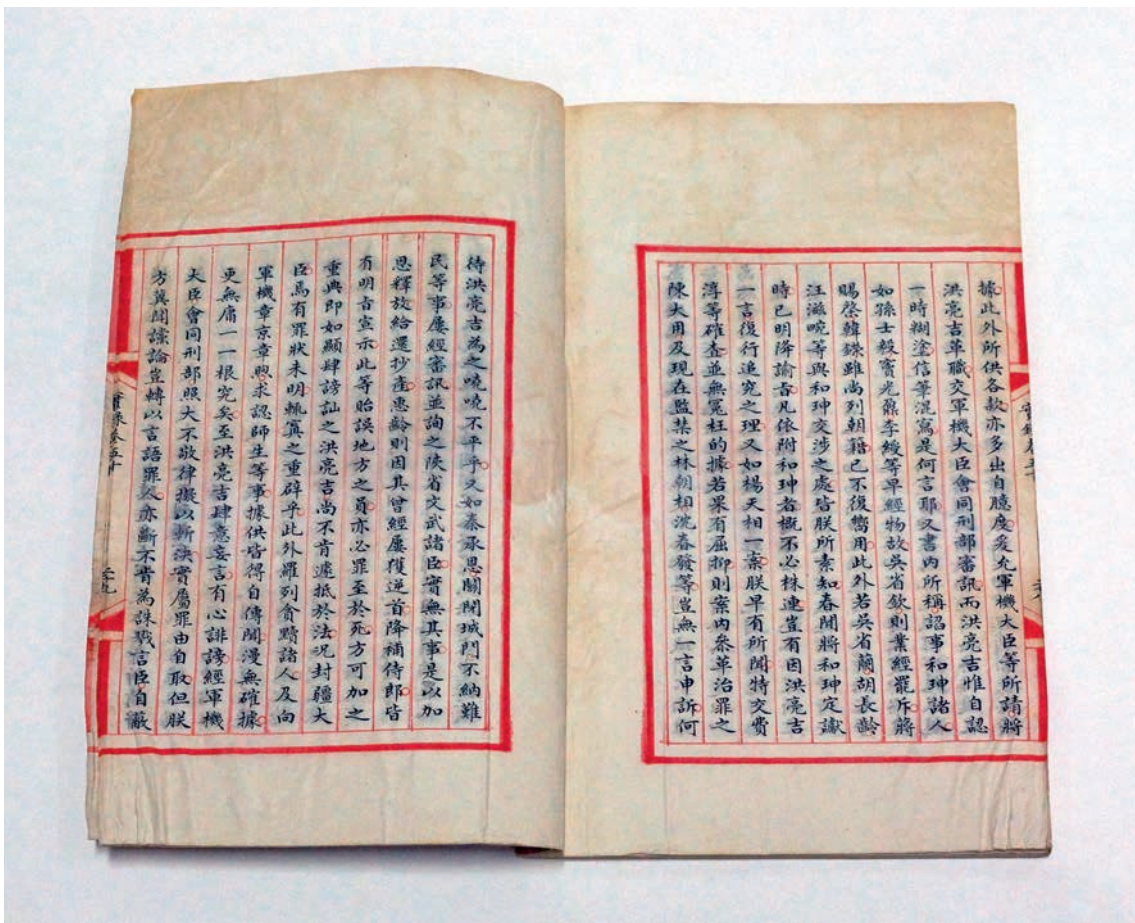 據此外所供各款亦多出自臆度爰允軍機大臣等所請將
洪亮吉革職交軍機大臣會同刑部審訊而洪亮吉惟自認
一時糊塗信筆混寫是何言耶又書內所稱諂事和珅諸人
如孫士毅竇光鼐李綬等早經物故吳省欽則業經罷斥蔣
賜棨韓鑅雖尚列朝籍已不復嚮用此外若吳省蘭胡長齡
汪滋畹等與和珅交涉之處皆朕所素知春間將和珅定讞
時已明降諭旨凡依附和珅者概不必株連豈有因洪亮吉
一言復行追究之理又如楊天相一案朕早有所聞特交費
淳等確查並無冤枉的據若果有屈抑則案內參革治罪之
陳大用及現在監禁之林朝相沈春發等豈無一言申訴何
待洪亮吉為之嘵嘵不平乎又如秦承恩關閉城門不納難
民等事屢經審訊並詢之陝省文武諸臣實無其事是以加
恩釋放給還抄產惠齡則因其曾經屢獲逆首降補侍郎皆
有明旨宣示此等貽誤地方之員亦必罪至於死方可加之
重典即如顯肆謗訕之洪亮吉尚不肯遽抵於法況封疆大
臣焉有罪狀未明輒寘之重辟乎此外羅列貪黷諸人及向
軍機章京章煦求認師生等事據供皆得自傳聞漫無確據
更無庸一一根究矣至洪亮吉肆意妄言有心誹謗經軍機
大臣會同刑部照大不敬律擬以斬決實屬罪由自取但朕
方冀聞讜論豈轉以言語罪人亦斷不肯為誅戮言臣自蔽
實錄卷五十